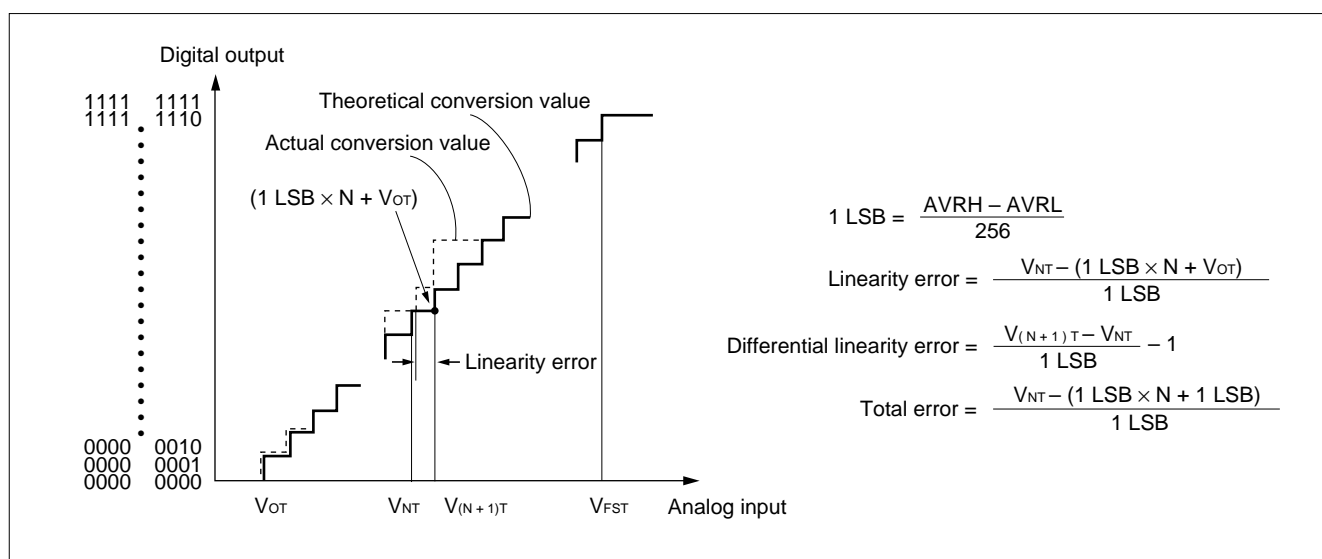 Digital output
1111 1111
1111 1110
Theoretical conversion value
Actual conversion value
(1 LSB × N + VOT)
Linearity error
0000 0010
0000 0001
0000 0000
VOT VNT V(N + 1)T VFST Analog input
1 LSB = AVRH – AVRL
256
Linearity error = VNT – (1 LSB × N + VOT)
1 LSB
Differential linearity error = V(N + 1)T – VNT – 1
1 LSB
Total error = VNT – (1 LSB × N + 1 LSB)
1 LSB